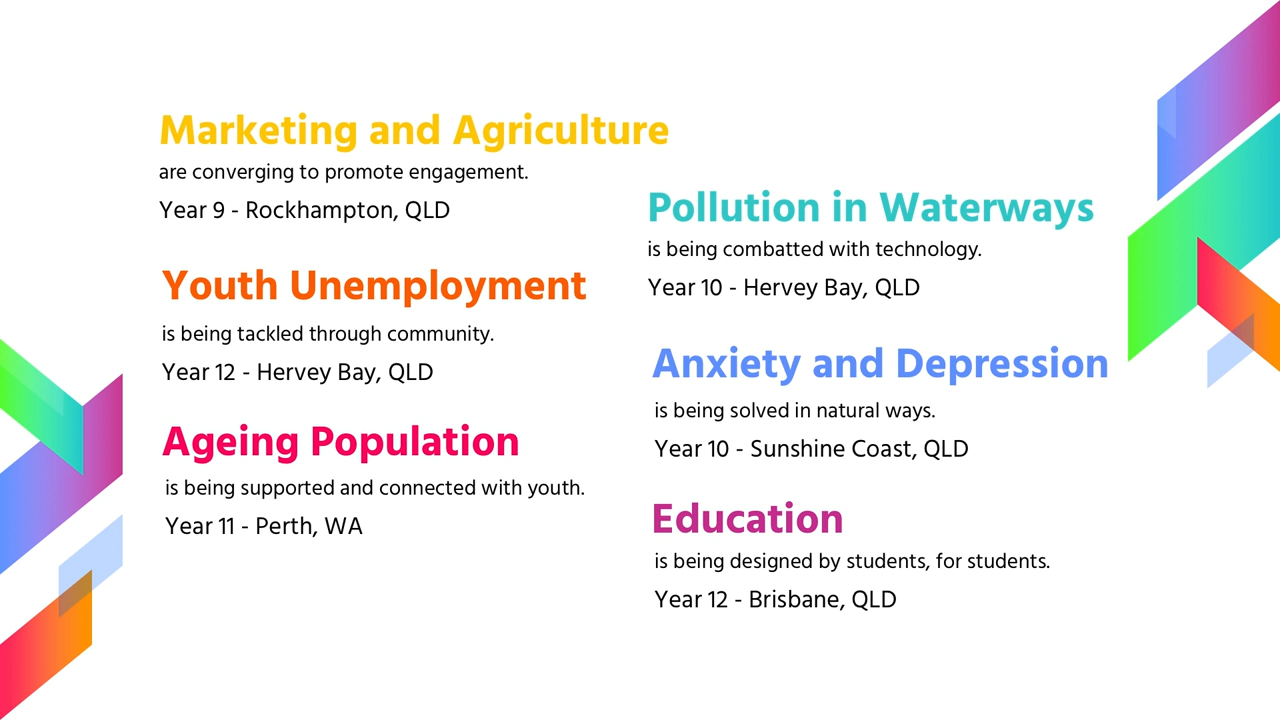 Marketing and Agriculture
are converging to promote engagement.
Year 9 - Rockhampton, QLD
Youth Unemployment
is being tackled through community.
Year 12 - Hervey Bay, QLD
Ageing Population
is being supported and connected with youth.
Year 11 - Perth, WA
Pollution in Waterways
is being combatted with technology.
Year 10 - Hervey Bay, QLD
Anxiety and Depression
is being solved in natural ways.
Year 10 - Sunshine Coast, QLD
Education
is being designed by students, for students.
Year 12 - Brisbane, QLD